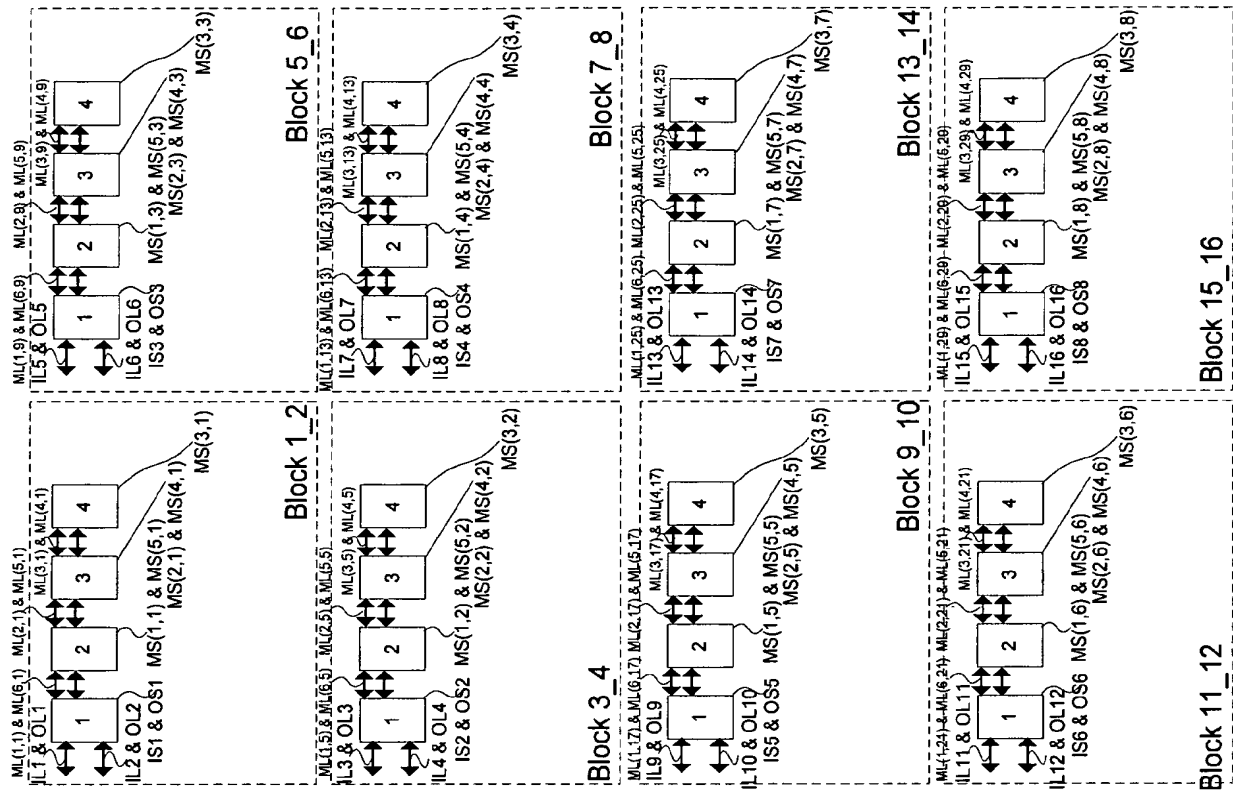 ML(1,1) & ML(6,1) ML(2,1) & ML(5,1)
ML(3,1) & ML(4,1)
IL1 & OL1
1 2 3 4
IL2 & OL2
IS1 & OS1
MS(1,1) & MS(5,1)
MS(2,1) & MS(4,1)
MS(3,1)
Block 1_2
ML(1,9) & ML(6,9) ML(2,9) & ML(5,9)
ML(3,9) & ML(4,9)
IL5 & OL5
1 2 3 4
IL6 & OL6
IS3 & OS3
MS(1,3) & MS(5,3)
MS(2,3) & MS(4,3)
MS(3,3)
Block 5_6
ML(1,5) & ML(6,5) ML(2,5) & ML(5,5)
ML(3,5) & ML(4,5)
IL3 & OL3
1 2 3 4
IL4 & OL4
IS2 & OS2
MS(1,2) & MS(5,2)
MS(2,2) & MS(4,2)
MS(3,2)
Block 3_4
ML(1,13) & ML(6,13) ML(2,13) & ML(5,13)
ML(3,13) & ML(4,13)
IL7 & OL7
1 2 3 4
IL8 & OL8
IS4 & OS4
MS(1,4) & MS(5,4)
MS(2,4) & MS(4,4)
MS(3,4)
Block 7_8
ML(1,17) & ML(6,17) ML(2,17) & ML(5,17)
ML(3,17) & ML(4,17)
IL9 & OL9
1 2 3 4
IL10 & OL10
IS5 & OS5
MS(1,5) & MS(5,5)
MS(2,5) & MS(4,5)
MS(3,5)
Block 9_10
ML(1,25) & ML(6,25) ML(2,25) & ML(5,25)
ML(3,25) & ML(4,25)
IL13 & OL13
1 2 3 4
IL14 & OL14
IS7 & OS7
MS(1,7) & MS(5,7)
MS(2,7) & MS(4,7)
MS(3,7)
Block 13_14
ML(1,21) & ML(6,21) ML(2,21) & ML(5,21)
ML(3,21) & ML(4,21)
IL11 & OL11
1 2 3 4
IL12 & OL12
IS6 & OS6
MS(1,6) & MS(5,6)
MS(2,6) & MS(4,6)
MS(3,6)
Block 11_12
ML(1,29) & ML(6,29) ML(2,29) & ML(5,29)
ML(3,29) & ML(4,29)
IL15 & OL15
1 2 3 4
IL16 & OL16
IS8 & OS8
MS(1,8) & MS(5,8)
MS(2,8) & MS(4,8)
MS(3,8)
Block 15_16